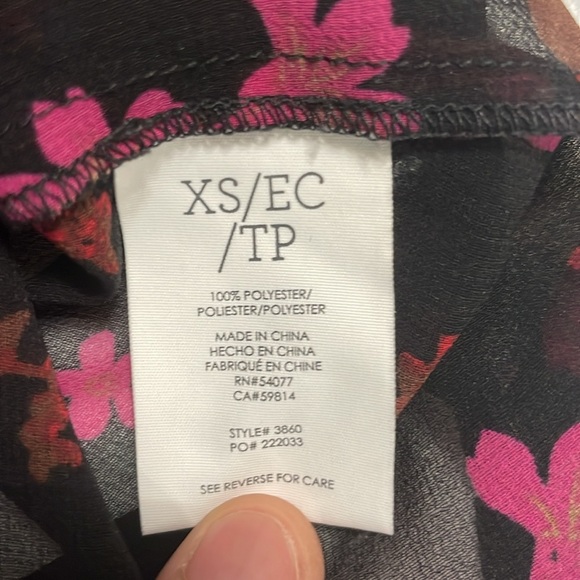 XS/EC
/TP
100% POLYESTER/
POLIESTER/POLYESTER
MADE IN CHINA
HECHO EN CHINA
FABRIQUÉ EN CHINE
RN#54077
CA#59814
STYLE# 3860
PO# 222033
SEE REVERSE FOR CARE